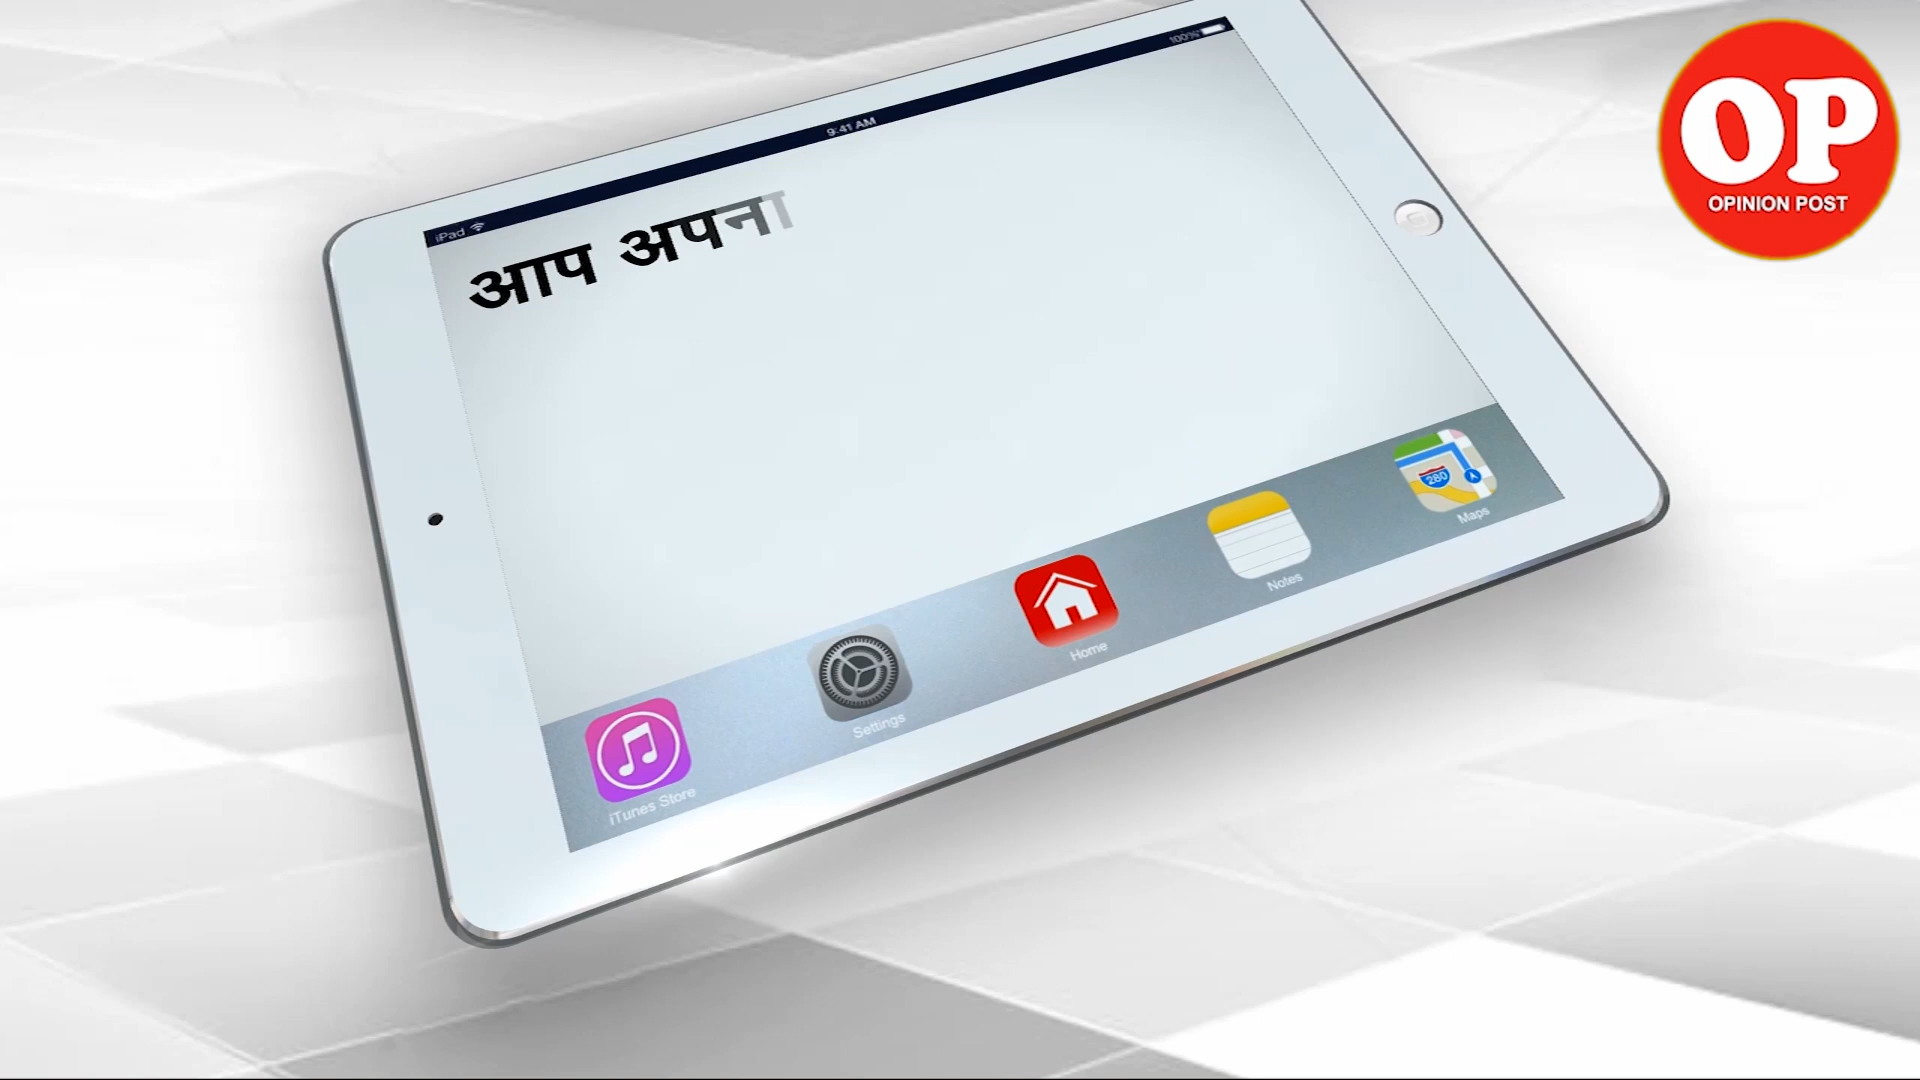 OP
OPINION POST
iPad
9:41 AM
100%
आप अपना
iTunes Store
Settings
Home
Notes
280
Maps